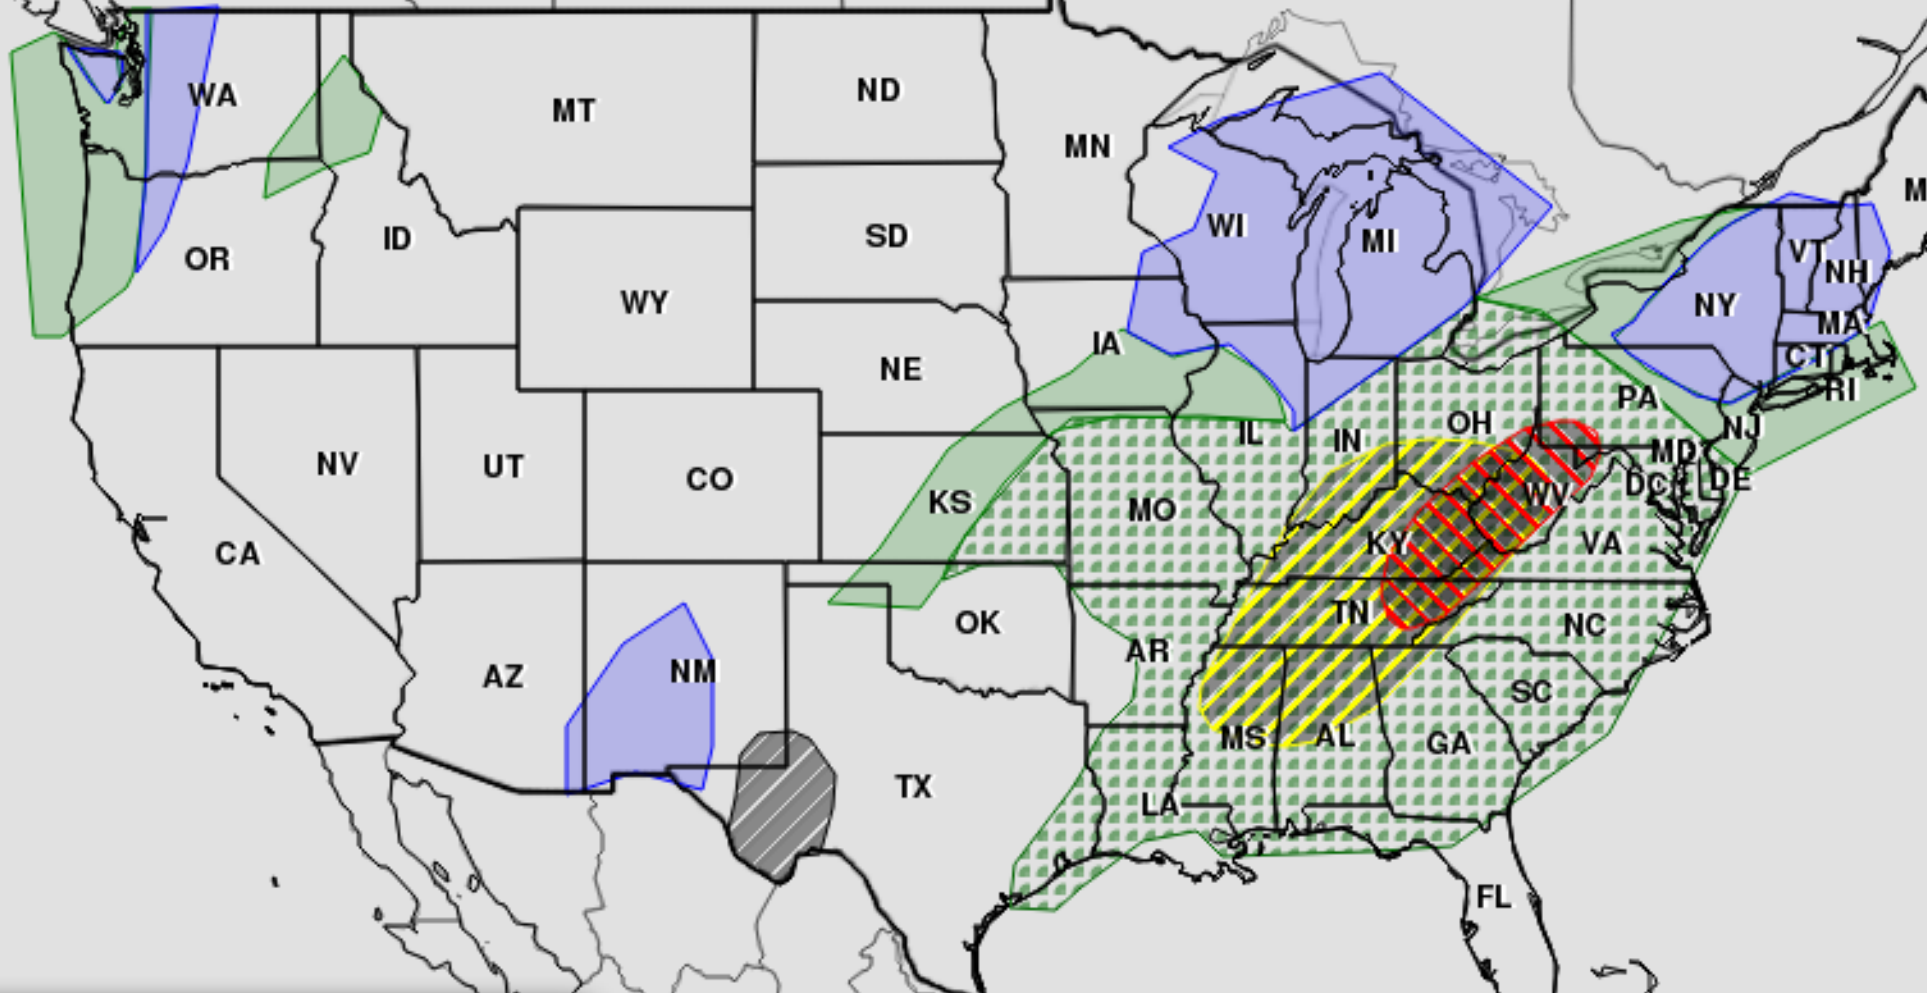 WA
MT
ND
MN
OR
ID
SD
WI
MI
VT
NH
M
WY
NY
MA
IA
NE
CT
RI
PA
NV
UT
CO
KS
MO
IL
IN
OH
NJ
MD
DC
DE
WV
CA
KY
VA
AZ
NM
OK
AR
TN
NC
SC
TX
LA
MS
AL
GA
FL